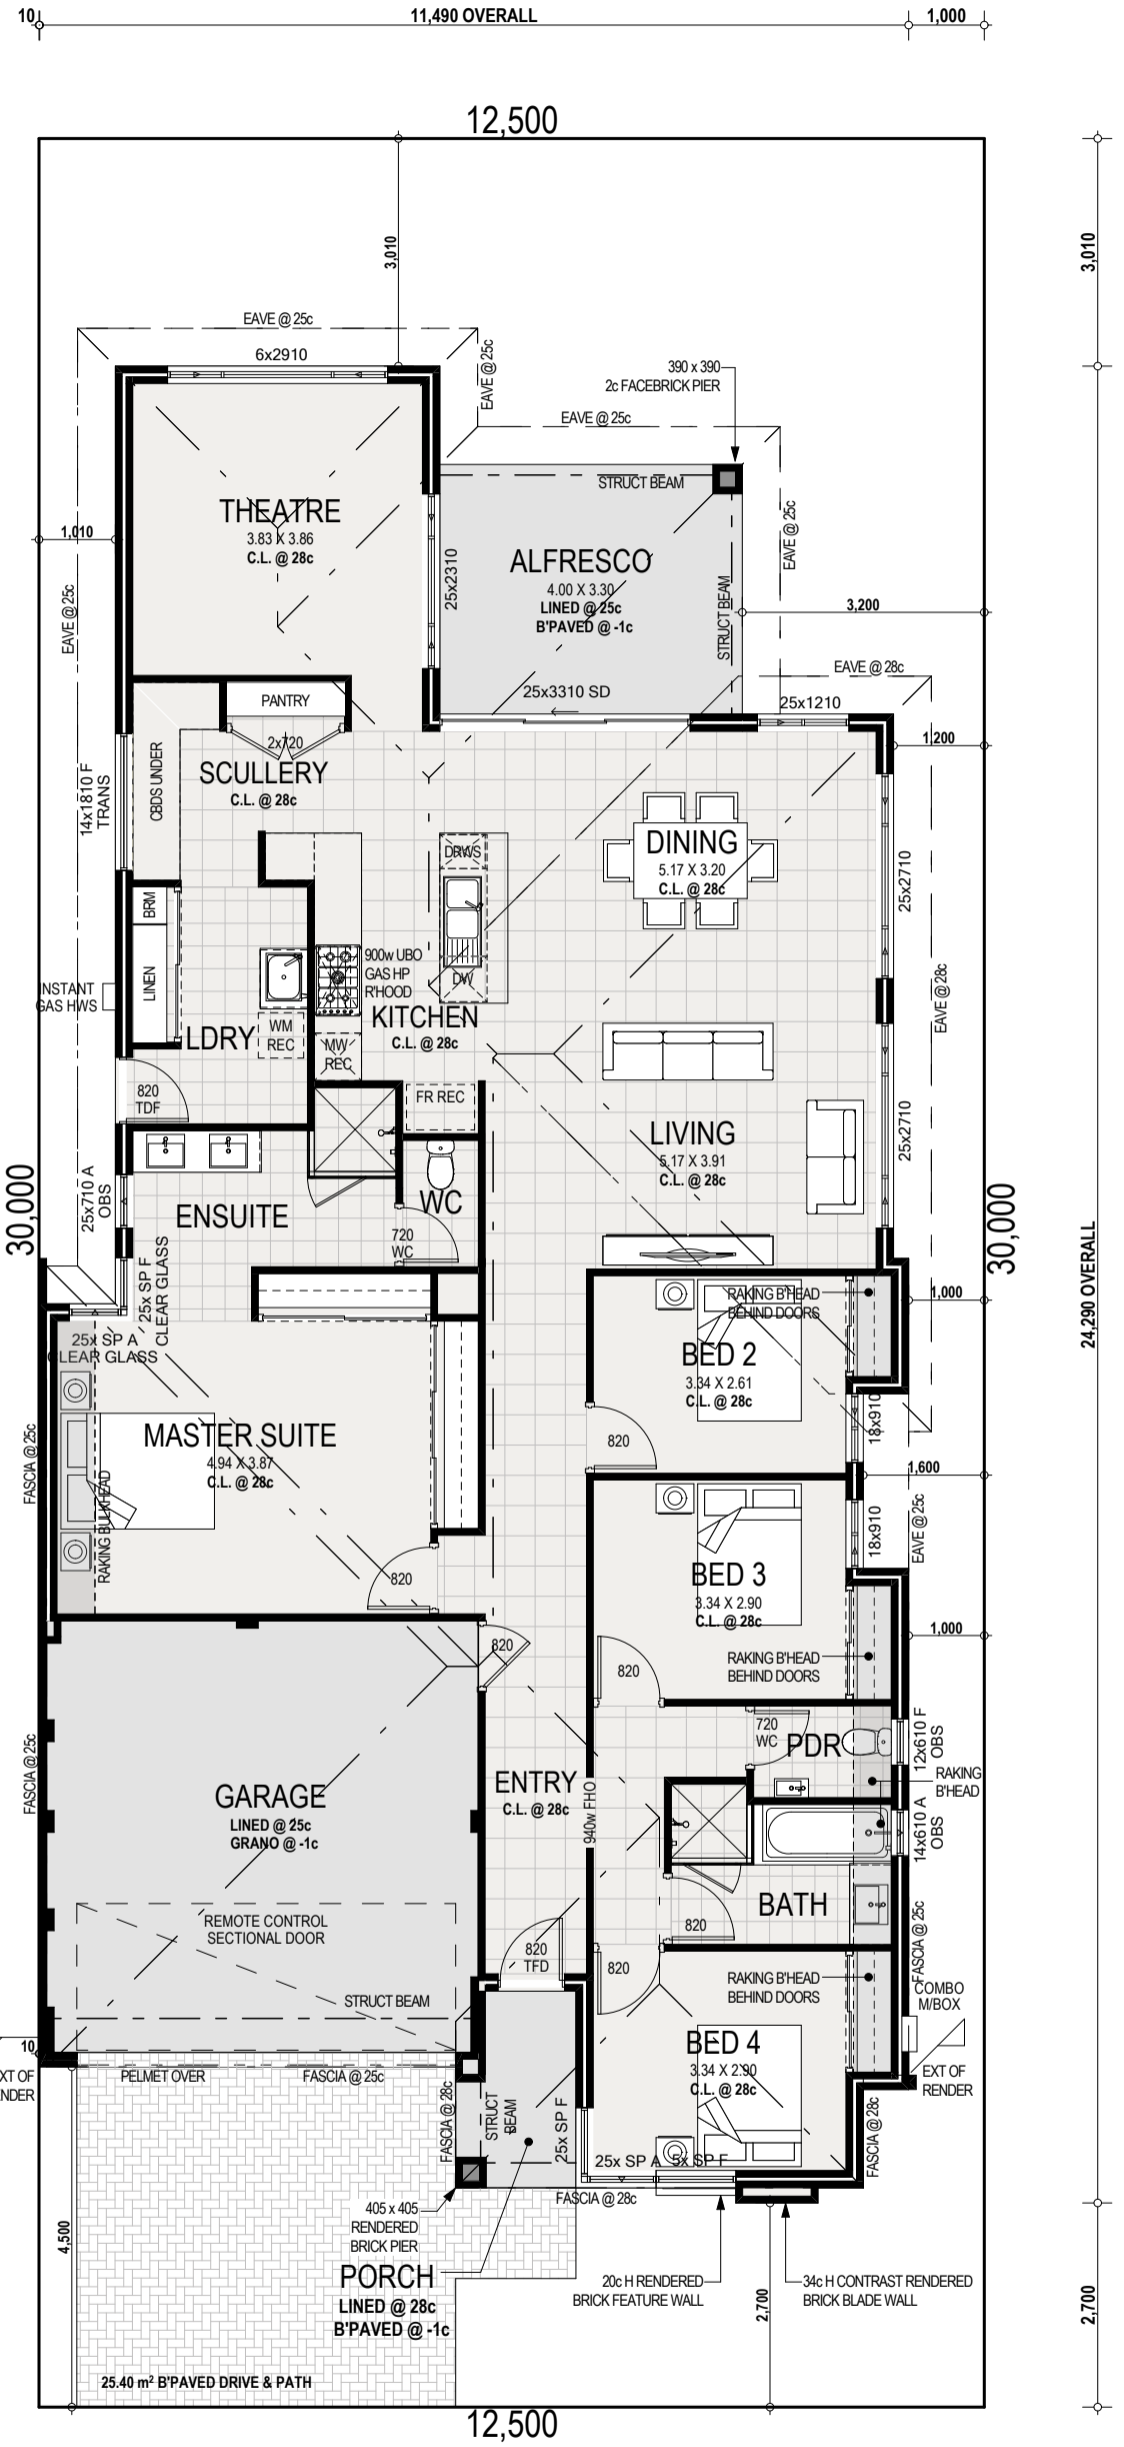 10
11,490 OVERALL
1,000
12,500
3,010
3,010
EAVE @ 25c
6x2910
EAVE @ 25c
390 x 390
2c FACEBRICK PIER
EAVE @ 25c
STRUCT BEAM
THEATRE
3.83 X 3.86
C.L. @ 28c
1,010
25x2310
ALFRESCO
4.00 X 3.30
LINED @ 25c
B'PAVED @ -1c
STRUCT BEAM
EAVE @ 25c
3,200
EAVE @ 25c
EAVE @ 28c
25x3310 SD
25x1210
PANTRY
2x720
1,200
SCULLERY
C.L. @ 28c
CBDS UNDER
14x1810 F
TRANS
DRWS
DINING
5.17 X 3.20
C.L. @ 28c
25x2710
BRM
LINEN
900w UBO
GAS HP
R'HOOD
DW
INSTANT
GAS HWS
KITCHEN
C.L. @ 28c
EAVE @ 28c
LDRY
WM
REC
MW
REC
820
TDF
FR REC
LIVING
5.17 X 3.91
C.L. @ 28c
25x2710
30,000
25x710 A
OBS
ENSUITE
WC
720
WC
30,000
24,290 OVERALL
25x SP F
CLEAR GLASS
25x SP A
CLEAR GLASS
RAKING B'HEAD
BEHIND DOORS
1,000
BED 2
3.34 X 2.61
C.L. @ 28c
18x910
820
MASTER SUITE
4.94 X 3.87
C.L. @ 28c
FASCIA @ 25c
RAKING BULKHEAD
1,600
18x910
EAVE @ 25c
820
BED 3
3.34 X 2.90
C.L. @ 28c
820
820
RAKING B'HEAD
BEHIND DOORS
1,000
720
WC
PDR
12x610 F
OBS
RAKING
B'HEAD
FASCIA @ 25c
GARAGE
LINED @ 25c
GRANO @ -1c
ENTRY
C.L. @ 28c
940w FHO
14x610 A
OBS
BATH
820
REMOTE CONTROL
SECTIONAL DOOR
820
TFD
820
FASCIA @ 25c
RAKING B'HEAD
BEHIND DOORS
COMBO
M/BOX
STRUCT BEAM
BED 4
3.34 X 2.90
C.L. @ 28c
10
EXT OF
RENDER
PELMET OVER
FASCIA @ 25c
FASCIA @ 28c
STRUCT
BEAM
25x SP F
25x SP A
5x SP F
FASCIA @ 28c
FASCIA @ 28c
405 x 405
RENDERED
BRICK PIER
4,500
PORCH
LINED @ 28c
B'PAVED @ -1c
20c H RENDERED
BRICK FEATURE WALL
2,700
34c H CONTRAST RENDERED
BRICK BLADE WALL
2,700
25.40 m² B'PAVED DRIVE & PATH
12,500